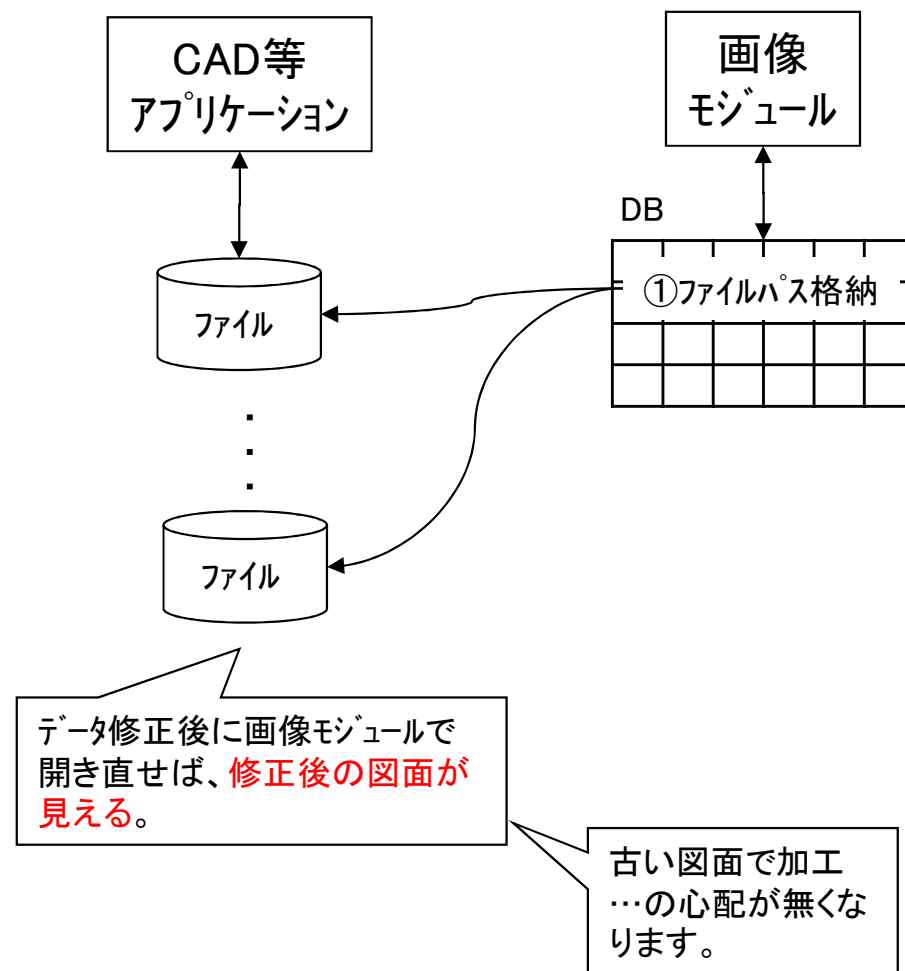 CAD等
アプリケーション
画像
モジュール
DB
①ファイルパス格納
ファイル
ファイル
データ修正後に画像モジュールで
開き直せば、修正後の図面が
見える。
古い図面で加工
…の心配が無くな
ります。